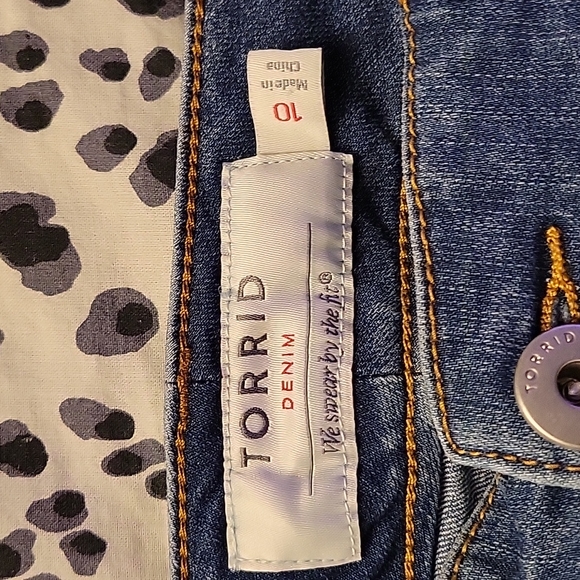 Made in
China
10
TORRID
DENIM
We swear by the fit®
TORRID